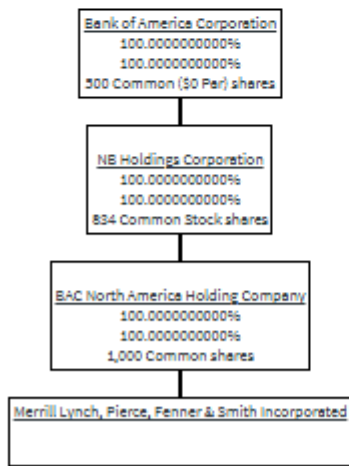 Bank of America Corporation
100.0000000000%
100.0000000000%
500 Common ($0 Par) shares
NB Holdings Corporation
100.0000000000%
100.0000000000%
834 Common Stock shares
BAC North America Holding Company
100.0000000000%
100.0000000000%
1,000 Common shares
Merrill Lynch, Pierce, Fenner & Smith Incorporated